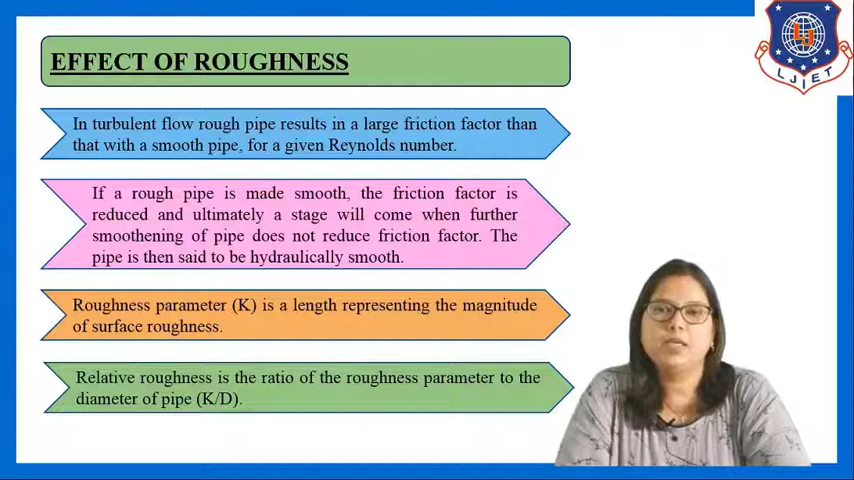 EFFECT OF ROUGHNESS
In turbulent flow rough pipe results in a large friction factor than
that with a smooth pipe, for a given Reynolds number.
If a rough pipe is made smooth, the friction factor is
reduced and ultimately a stage will come when further
smoothening of pipe does not reduce friction factor. The
pipe is then said to be hydraulically smooth.
Roughness parameter (K) is a length representing the magnitude
of surface roughness.
Relative roughness is the ratio of the roughness parameter to the
diameter of pipe (K/D).
LJ
LJIET